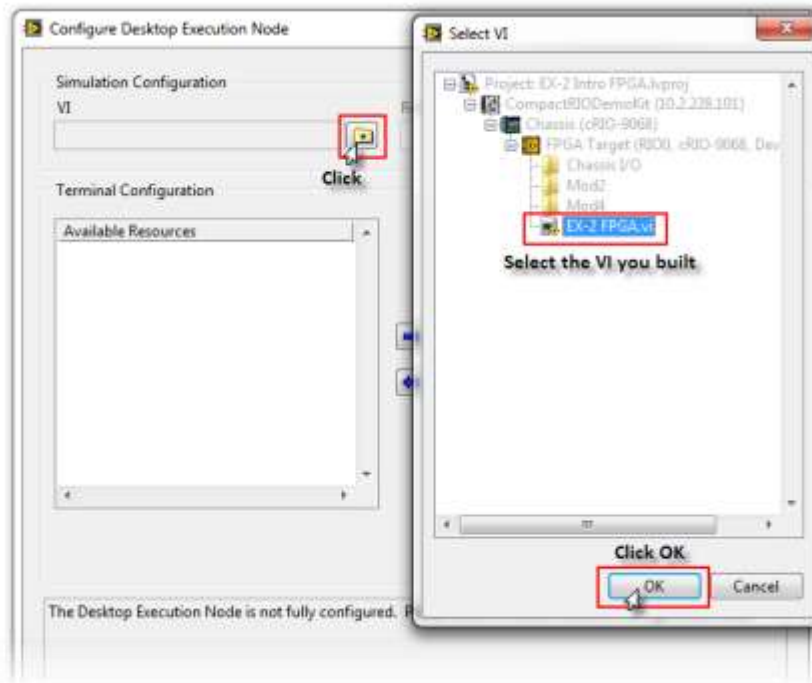 Configure Desktop Execution Node
Simulation Configuration
VI
Click
Terminal Configuration
Available Resources
The Desktop Execution Node is not fully configured.
Select VI
Project: EX-2 Intro FPGA.lvproj
CompactRIODemoKit (10.2.228.101)
Chassis (cRIO-9068)
FPGA Target (RIO0, cRIO-9068, Dev
Chassis I/O
Mod2
Mod4
EX-2 FPGA.vi
Select the VI you built
Click OK
OK
Cancel